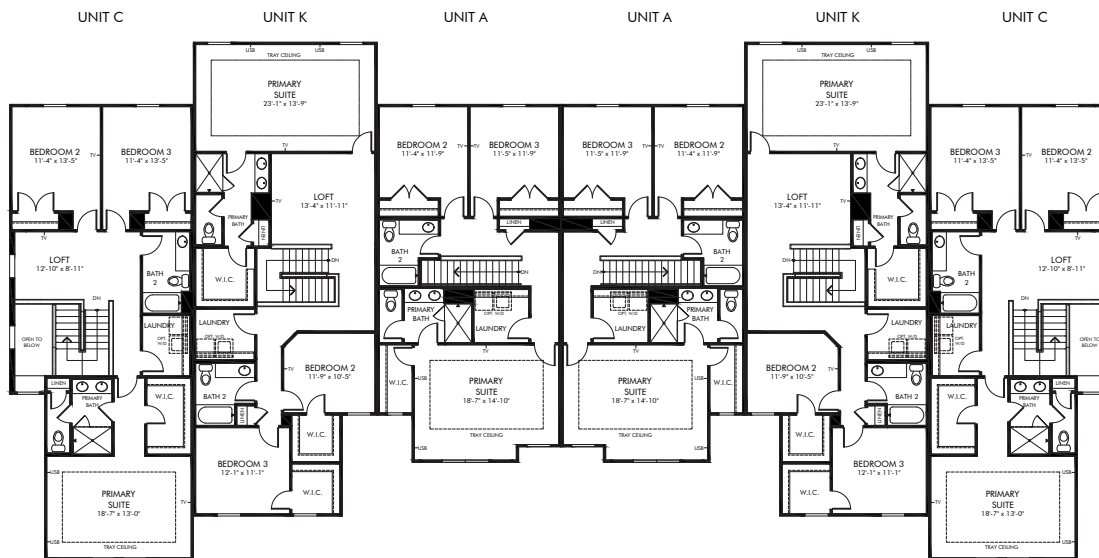 UNIT C
UNIT K
UNIT A
UNIT A
UNIT K
UNIT C
BEDROOM 2
11'-4" x 13'-5"
TV
BEDROOM 3
11'-4" x 13'-5"
TV
LOFT
12'-10" x 8'-11"
BATH
2
DN
OPEN TO
BELOW
LAUNDRY
OPT.
W/D
LINEN
PRIMARY
BATH
W.I.C.
USB
PRIMARY
SUITE
18'-7" x 13'-0"
TV
USB
TRAY CEILING
USB
USB
TRAY CEILING
PRIMARY
SUITE
23'-1" x 13'-9"
TV
LOFT
13'-4" x 11'-11"
TV
PRIMARY
BATH
LINEN
W.I.C.
DN
LAUNDRY
OPT. W/D
BEDROOM 2
11'-9" x 10'-5"
TV
BATH 2
LINEN
W.I.C.
BEDROOM 3
12'-1" x 11'-1"
W.I.C.
BEDROOM 2
11'-4" x 11'-9"
TV
BEDROOM 3
11'-5" x 11'-9"
TV
LINEN
BATH
2
DN
PRIMARY
BATH
OPT. W/D
LAUNDRY
TV
W.I.C.
USB
PRIMARY
SUITE
18'-7" x 14'-10"
TRAY CEILING
USB
BEDROOM 3
11'-5" x 11'-9"
TV
BEDROOM 2
11'-4" x 11'-9"
TV
LINEN
BATH
2
DN
OPT. W/D
LAUNDRY
PRIMARY
BATH
TV
USB
W.I.C.
PRIMARY
SUITE
18'-7" x 14'-10"
TRAY CEILING
USB
USB
USB
TRAY CEILING
PRIMARY
SUITE
23'-1" x 13'-9"
TV
LOFT
13'-4" x 11'-11"
TV
PRIMARY
BATH
LINEN
W.I.C.
DN
LAUNDRY
OPT. W/D
BEDROOM 2
11'-9" x 10'-5"
TV
BATH 2
LINEN
W.I.C.
BEDROOM 3
12'-1" x 11'-1"
W.I.C.
BEDROOM 3
11'-4" x 13'-5"
TV
BEDROOM 2
11'-4" x 13'-5"
TV
LOFT
12'-10" x 8'-11"
BATH
2
DN
LAUNDRY
OPT.
W/D
OPEN TO
BELOW
LINEN
PRIMARY
BATH
W.I.C.
USB
PRIMARY
SUITE
18'-7" x 13'-0"
TV
USB
TRAY CEILING